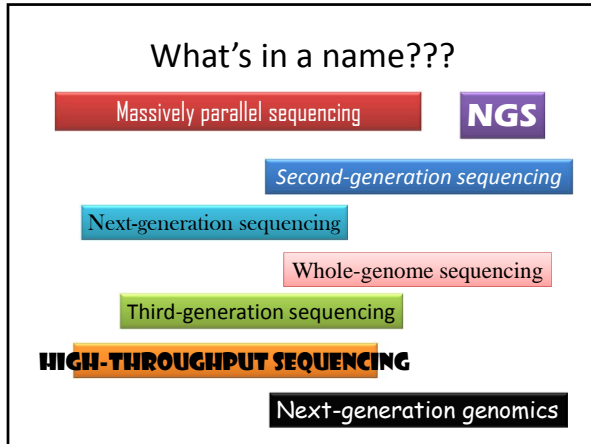 What's in a name???
Massively parallel sequencing
NGS
Second-generation sequencing
Next-generation sequencing
Whole-genome sequencing
Third-generation sequencing
HIGH-THROUGHPUT SEQUENCING
Next-generation genomics